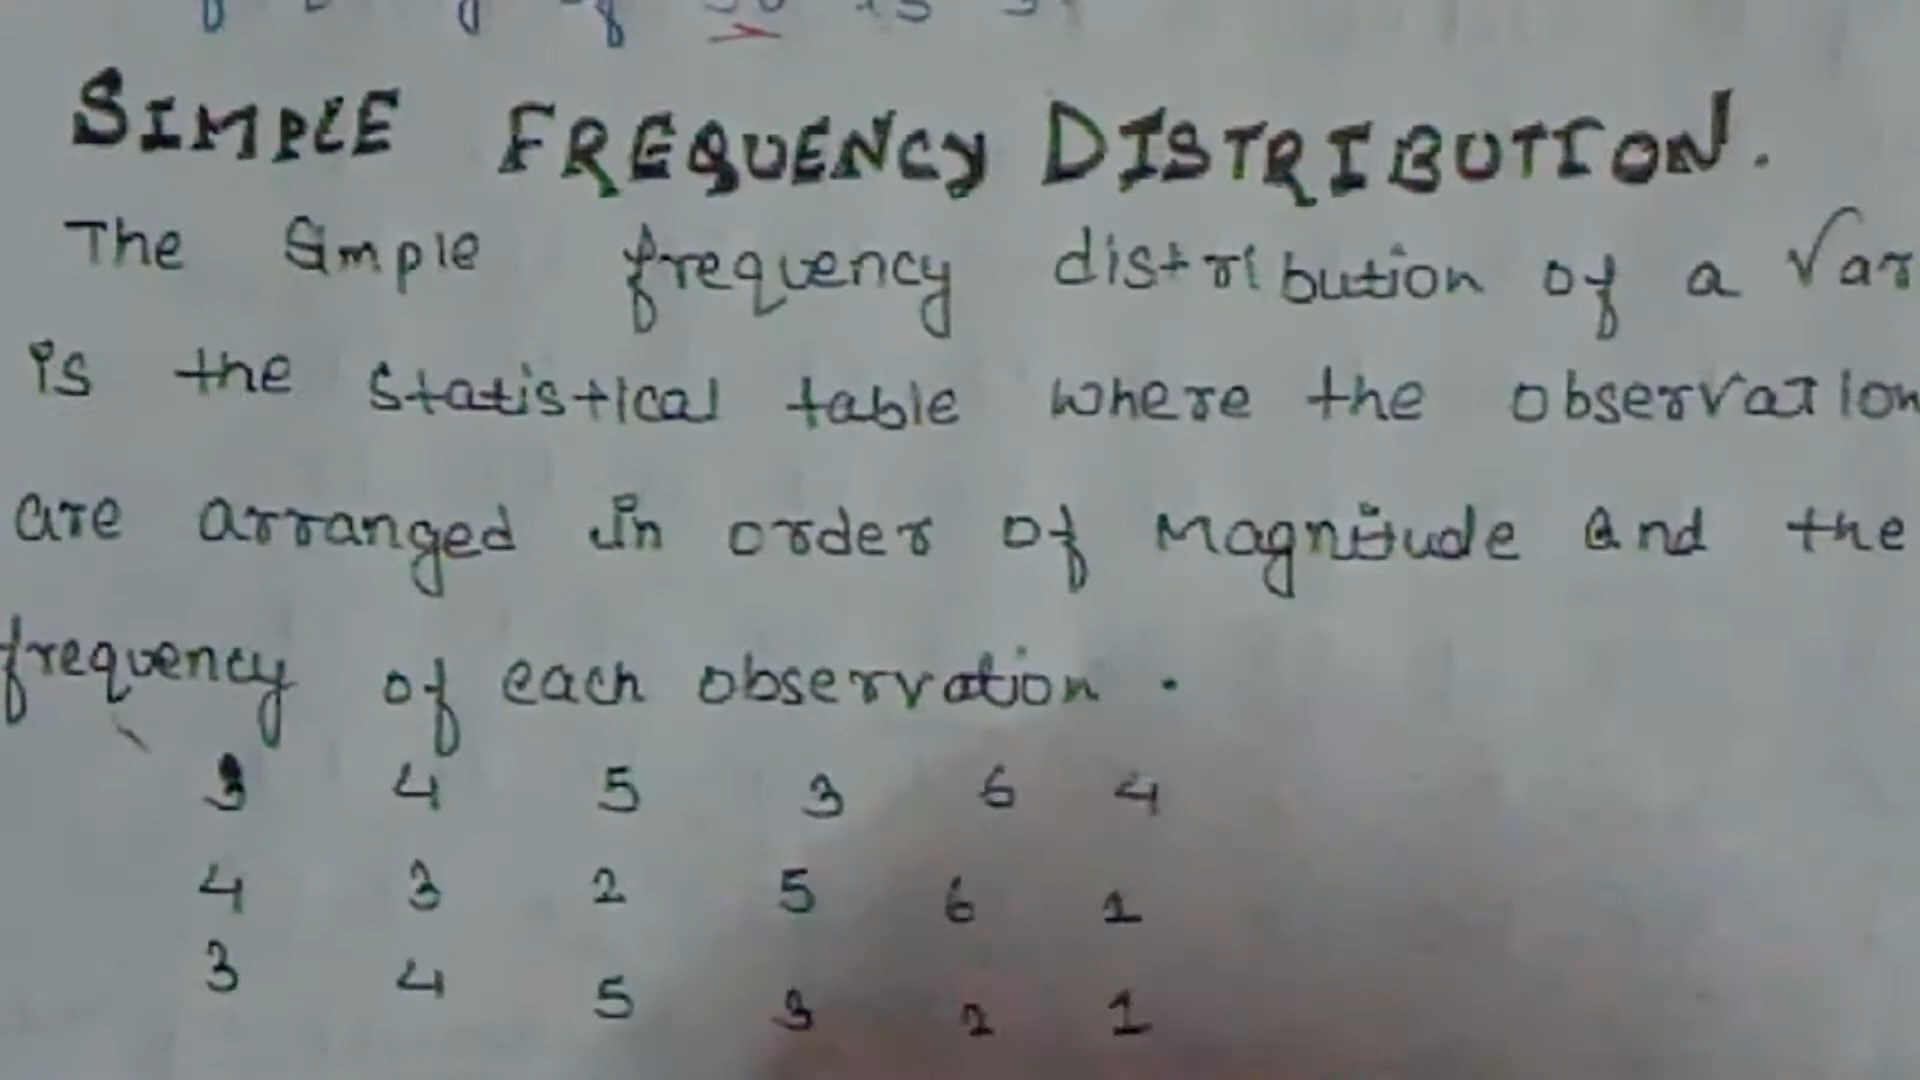 SIMPLE FREQUENCY DISTRIBUTION.
The Simple frequency distribution of a Var
is the Statistical table where the observation
are arranged in order of Magnitude and the
frequency of each observation.
3 4 5 3 6 4
4 3 2 5 6 1
3 4 5 3 2 1